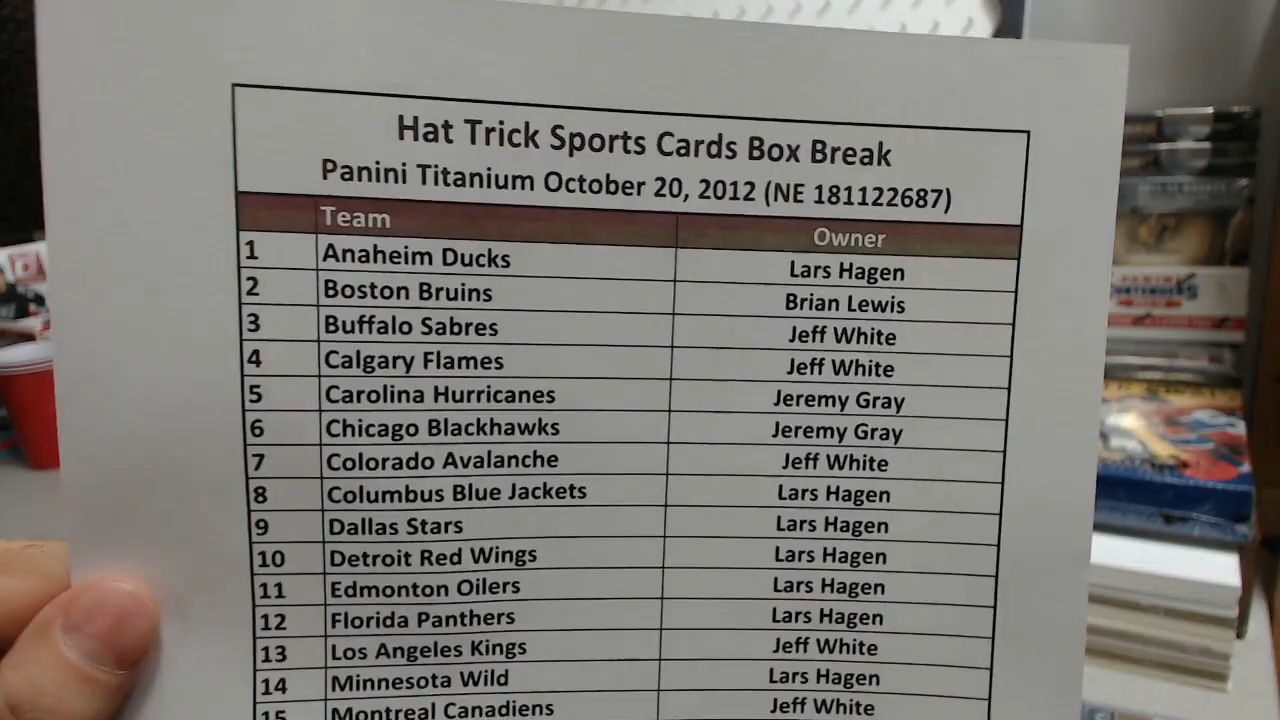 Hat Trick Sports Cards Box Break
Panini Titanium October 20, 2012 (NE 181122687)
Team Owner
1 Anaheim Ducks Lars Hagen
2 Boston Bruins Brian Lewis
3 Buffalo Sabres Jeff White
4 Calgary Flames Jeff White
5 Carolina Hurricanes Jeremy Gray
6 Chicago Blackhawks Jeremy Gray
7 Colorado Avalanche Jeff White
8 Columbus Blue Jackets Lars Hagen
9 Dallas Stars Lars Hagen
10 Detroit Red Wings Lars Hagen
11 Edmonton Oilers Lars Hagen
12 Florida Panthers Lars Hagen
13 Los Angeles Kings Jeff White
14 Minnesota Wild Lars Hagen
15 Montreal Canadiens Jeff White